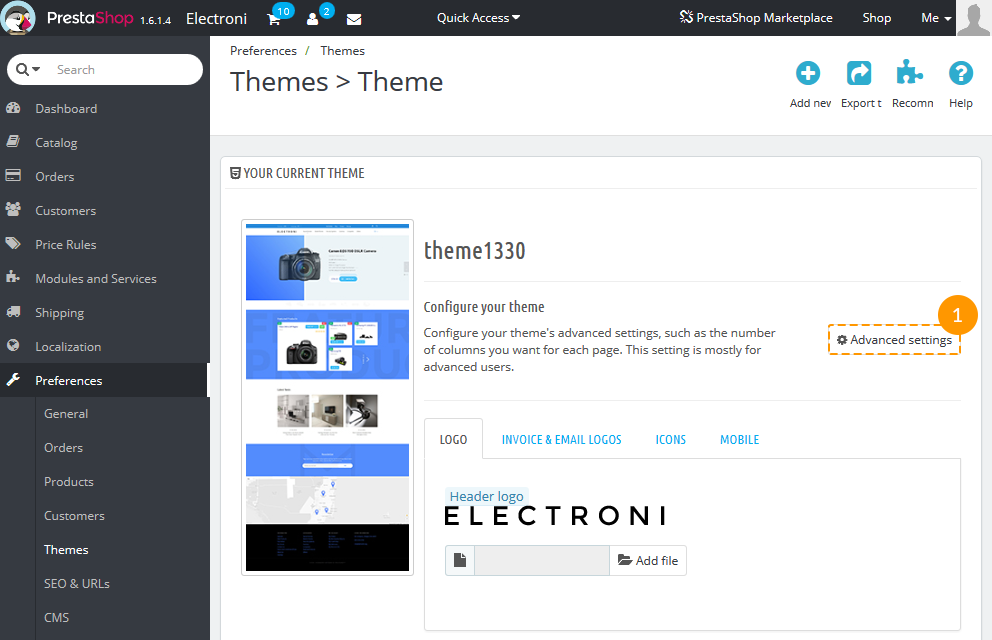 PrestaShop 1.6.1.4 Electroni 10 2 Quick Access PrestaShop Marketplace Shop Me
Search
Dashboard
Catalog
Orders
Customers
Price Rules
Modules and Services
Shipping
Localization
Preferences
General
Orders
Products
Customers
Themes
SEO & URLs
CMS
Preferences / Themes
Themes > Theme
Add nev Export t Recomn Help
YOUR CURRENT THEME
theme1330
Configure your theme
Configure your theme's advanced settings, such as the number
of columns you want for each page. This setting is mostly for
advanced users.
1
Advanced settings
LOGO INVOICE & EMAIL LOGOS ICONS MOBILE
Header logo
ELECTRONI
Add file